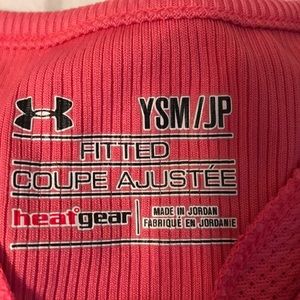 YSM/JP
FITTED
COUPE AJUSTÉE
heatgear
MADE IN JORDAN
FABRIQUÉ EN JORDANIE